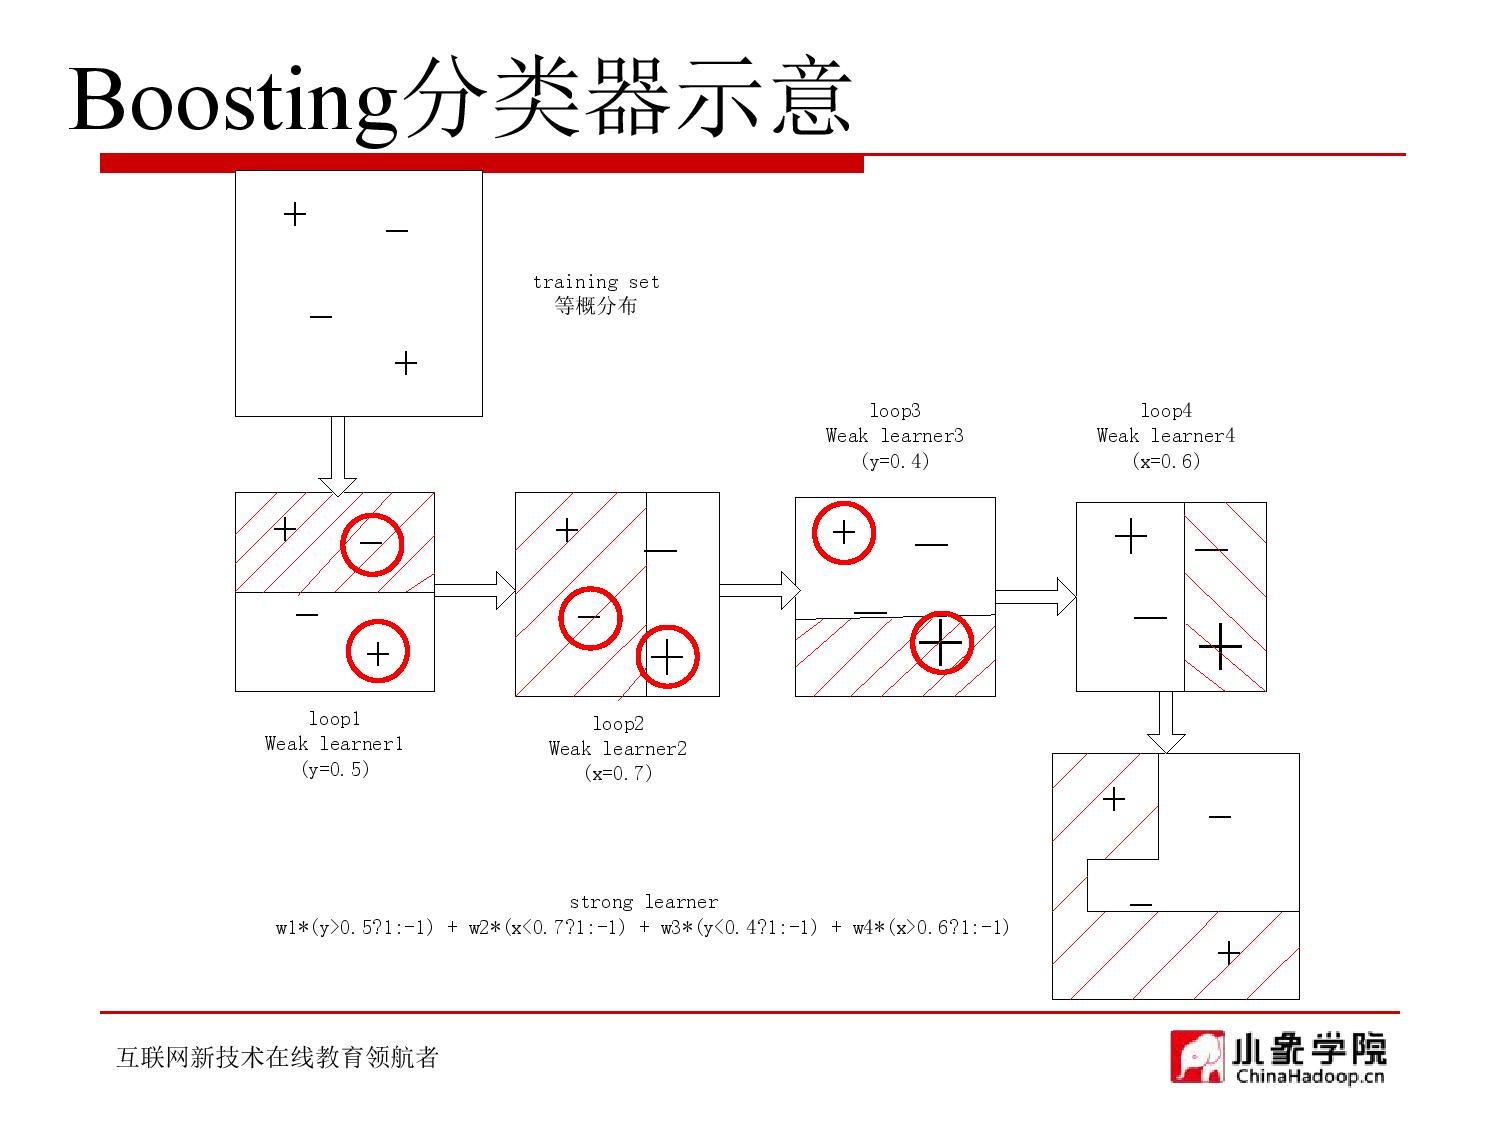 Boosting分类器示意
training set
等概分布
loop3
Weak learner3
(y=0.4)
loop4
Weak learner4
(x=0.6)
loop1
Weak learner1
(y=0.5)
loop2
Weak learner2
(x=0.7)
strong learner
w1*(y>0.5?1:-1) + w2*(x<0.7?1:-1) + w3*(y<0.4?1:-1) + w4*(x>0.6?1:-1)
互联网新技术在线教育领航者
小象学院
ChinaHadoop.cn